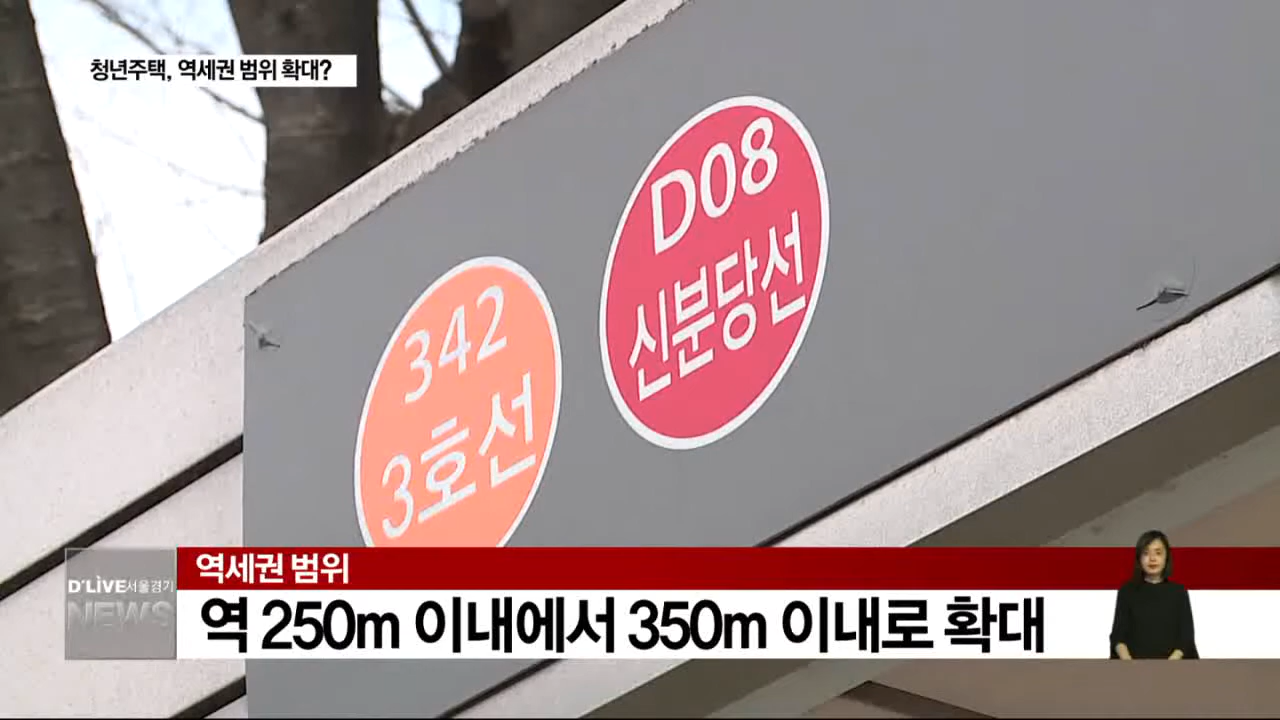 청년주택, 역세권 범위 확대?
D08
신분당선
342
3호선
역세권 범위
D'LIVE서울경기
NEWS
역 250m 이내에서 350m 이내로 확대